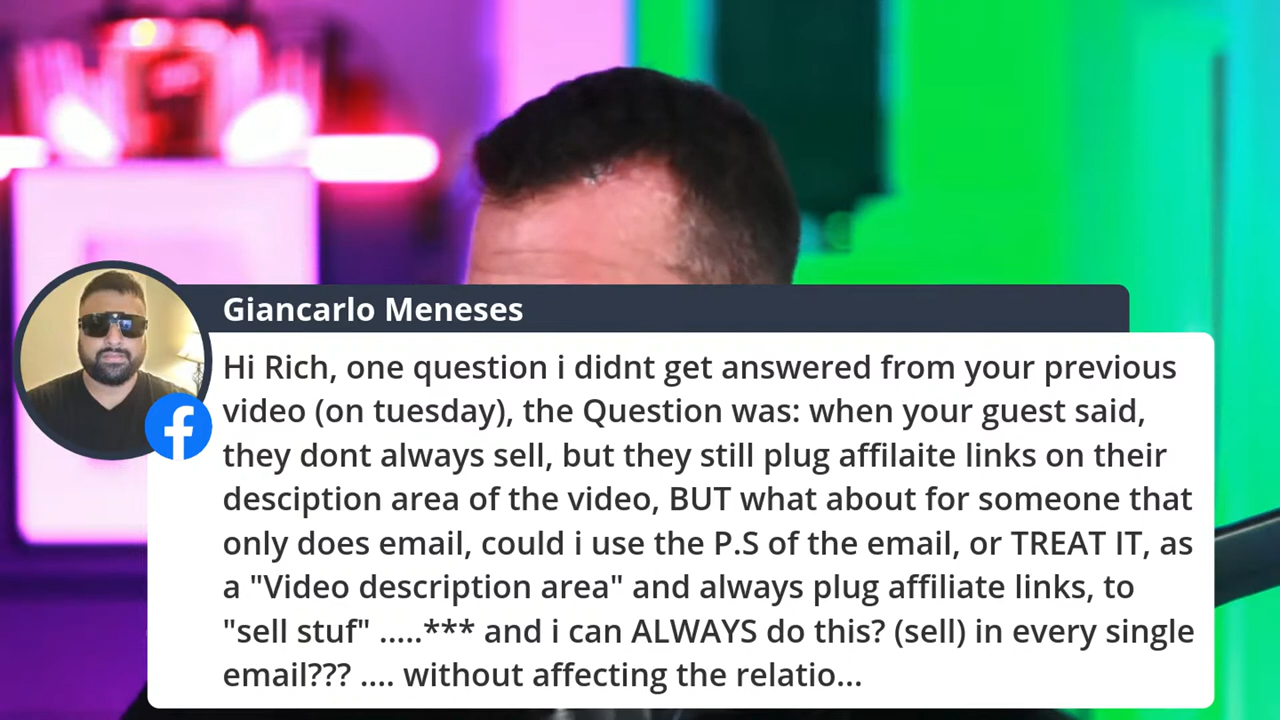 Giancarlo Meneses
Hi Rich, one question i didnt get answered from your previous
video (on tuesday), the Question was: when your guest said,
they dont always sell, but they still plug affilaite links on their
desciption area of the video, BUT what about for someone that
only does email, could i use the P.S of the email, or TREAT IT, as
a "Video description area" and always plug affiliate links, to
"sell stuf" .....*** and i can ALWAYS do this? (sell) in every single
email??? .... without affecting the relatio...